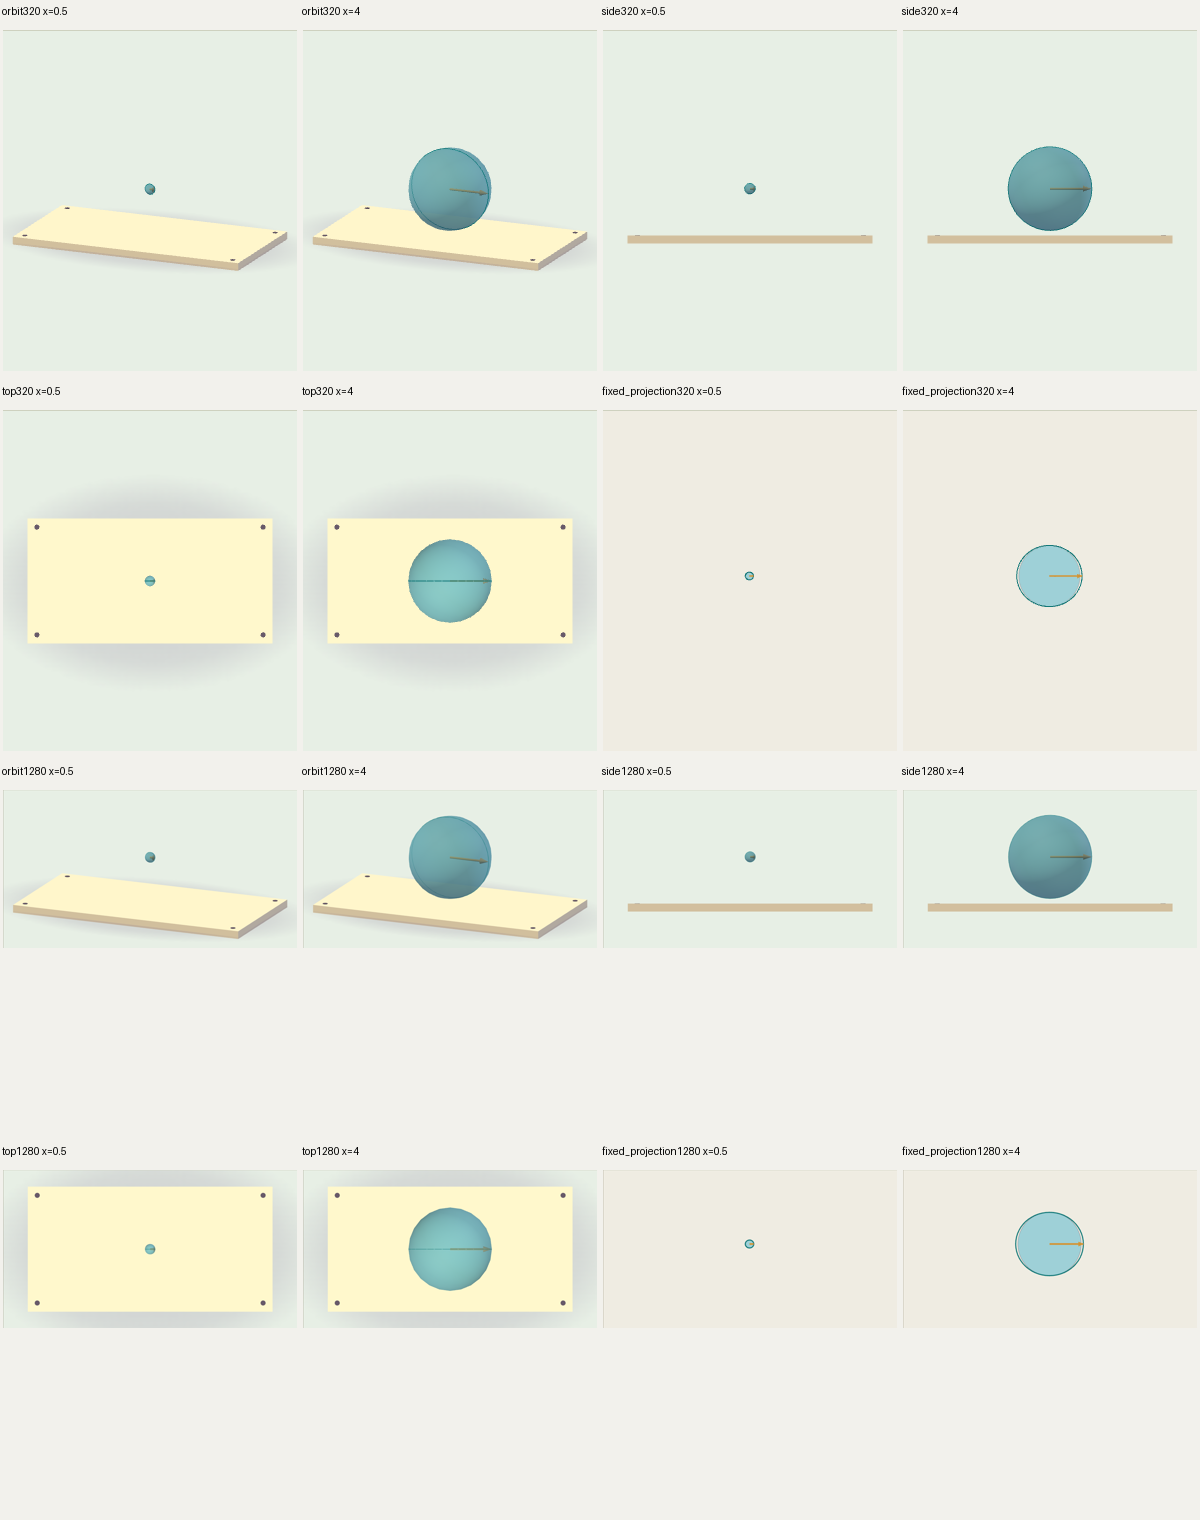 orbit320 x=0.5
orbit320 x=4
side320 x=0.5
side320 x=4
top320 x=0.5
top320 x=4
fixed_projection320 x=0.5
fixed_projection320 x=4
orbit1280 x=0.5
orbit1280 x=4
side1280 x=0.5
side1280 x=4
top1280 x=0.5
top1280 x=4
fixed_projection1280 x=0.5
fixed_projection1280 x=4